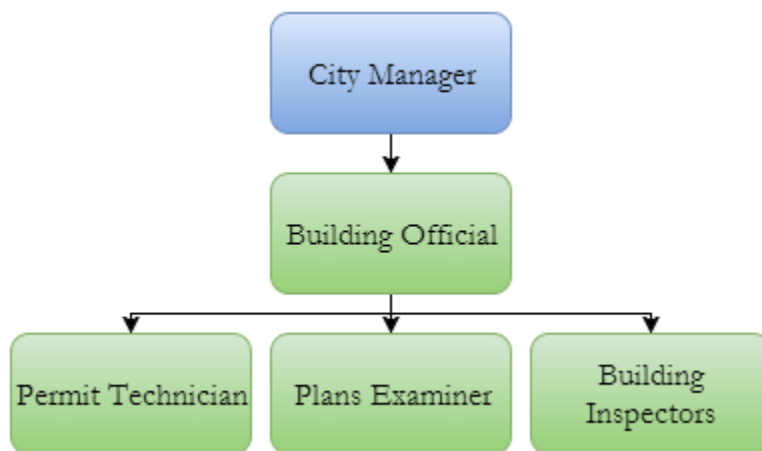 City Manager
Building Official
Permit Technician
Plans Examiner
Building
Inspectors